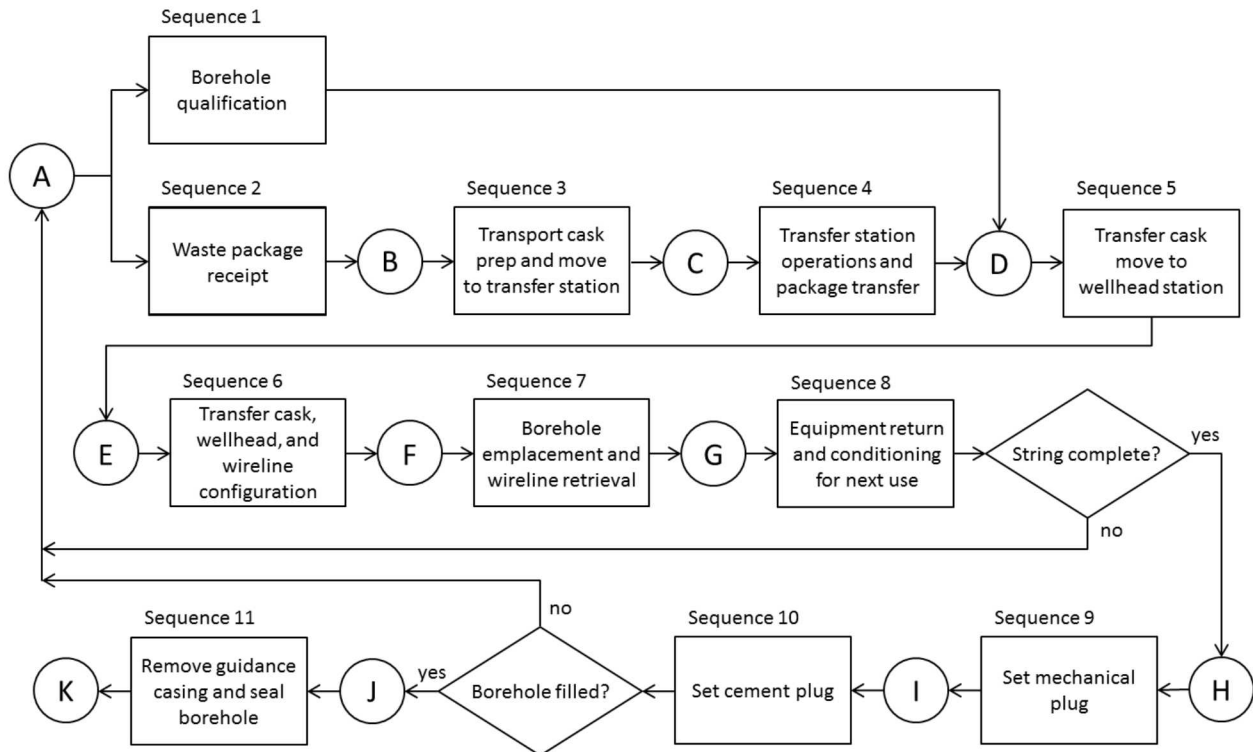 Sequence 1
Borehole
qualification
A
Sequence 2
Waste package
receipt
B
Sequence 3
Transport cask
prep and move
to transfer station
C
Sequence 4
Transfer station
operations and
package transfer
D
Sequence 5
Transfer cask
move to
wellhead station
E
Sequence 6
Transfer cask,
wellhead, and
wireline
configuration
F
Sequence 7
Borehole
emplacement and
wireline retrieval
G
Sequence 8
Equipment return
and conditioning
for next use
String complete?
yes
no
H
Sequence 9
Set mechanical
plug
I
Sequence 10
Set cement plug
Borehole filled?
no
yes
J
Sequence 11
Remove guidance
casing and seal
borehole
K